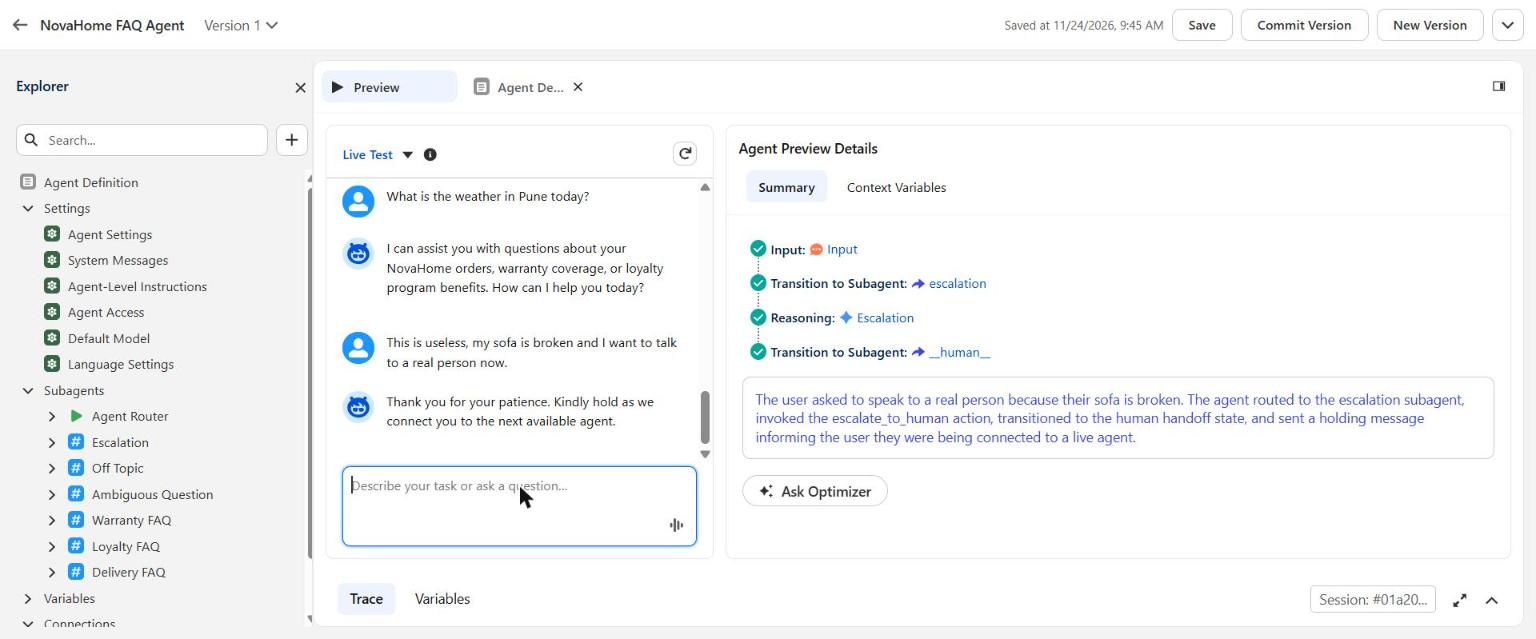 NovaHome FAQ Agent
Version 1
Saved at 11/24/2026, 9:45 AM
Save
Commit Version
New Version
Explorer
Search...
Agent Definition
Settings
Agent Settings
System Messages
Agent-Level Instructions
Agent Access
Default Model
Language Settings
Subagents
Agent Router
Escalation
Off Topic
Ambiguous Question
Warranty FAQ
Loyalty FAQ
Delivery FAQ
Variables
Connections
Preview
Agent De...
Live Test
What is the weather in Pune today?
I can assist you with questions about your
NovaHome orders, warranty coverage, or loyalty
program benefits. How can I help you today?
This is useless, my sofa is broken and I want to talk
to a real person now.
Thank you for your patience. Kindly hold as we
connect you to the next available agent.
Describe your task or ask a question...
Agent Preview Details
Summary
Context Variables
Input: Input
Transition to Subagent: escalation
Reasoning: Escalation
Transition to Subagent: __human__
The user asked to speak to a real person because their sofa is broken. The agent routed to the escalation subagent,
invoked the escalate_to_human action, transitioned to the human handoff state, and sent a holding message
informing the user they were being connected to a live agent.
Ask Optimizer
Trace
Variables
Session: #01a20...